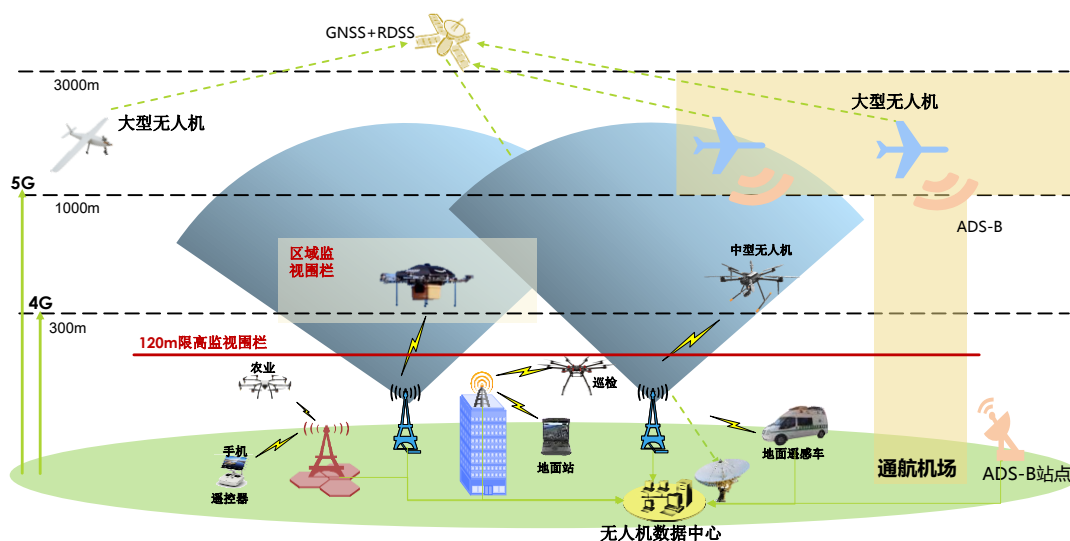 GNSS+RDSS
3000m
大型无人机
大型无人机
5G
1000m
ADS-B
区域监
视围栏
中型无人机
4G
300m
120m限高监视围栏
农业
巡检
手机
遥控器
地面站
地面遥感车
通航机场
ADS-B站点
无人机数据中心